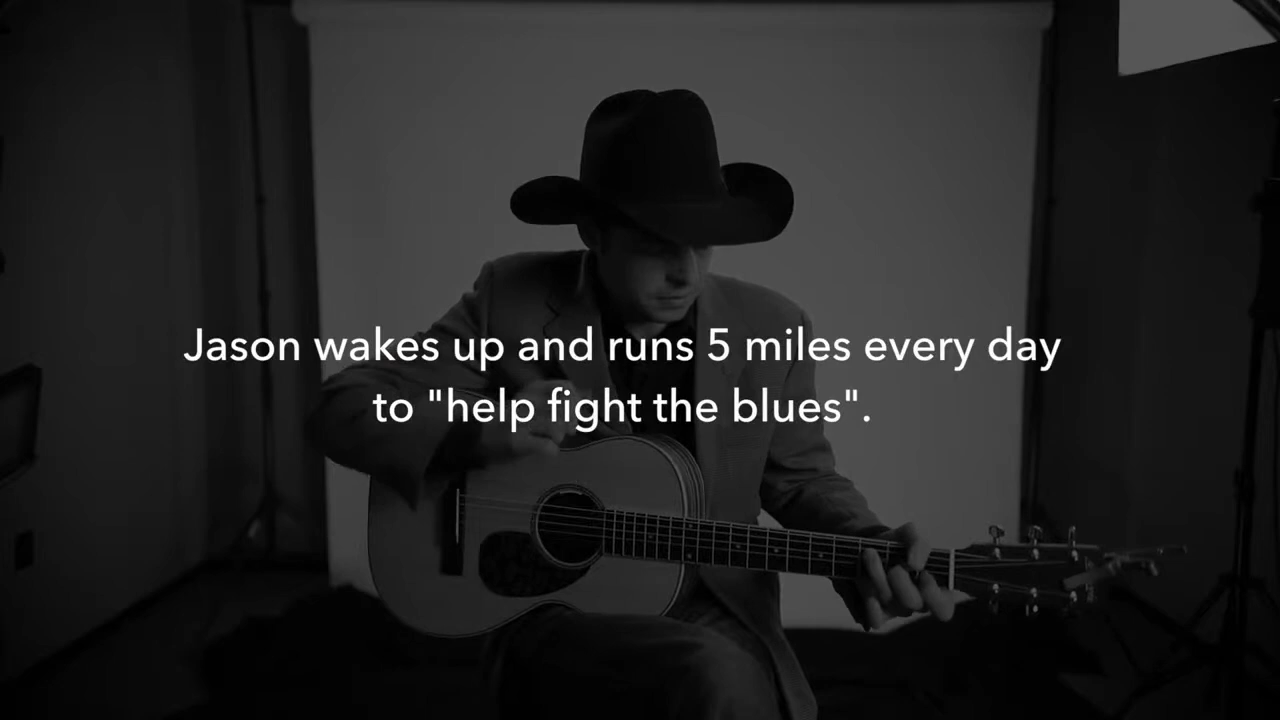 Jason wakes up and runs 5 miles every day
to "help fight the blues".